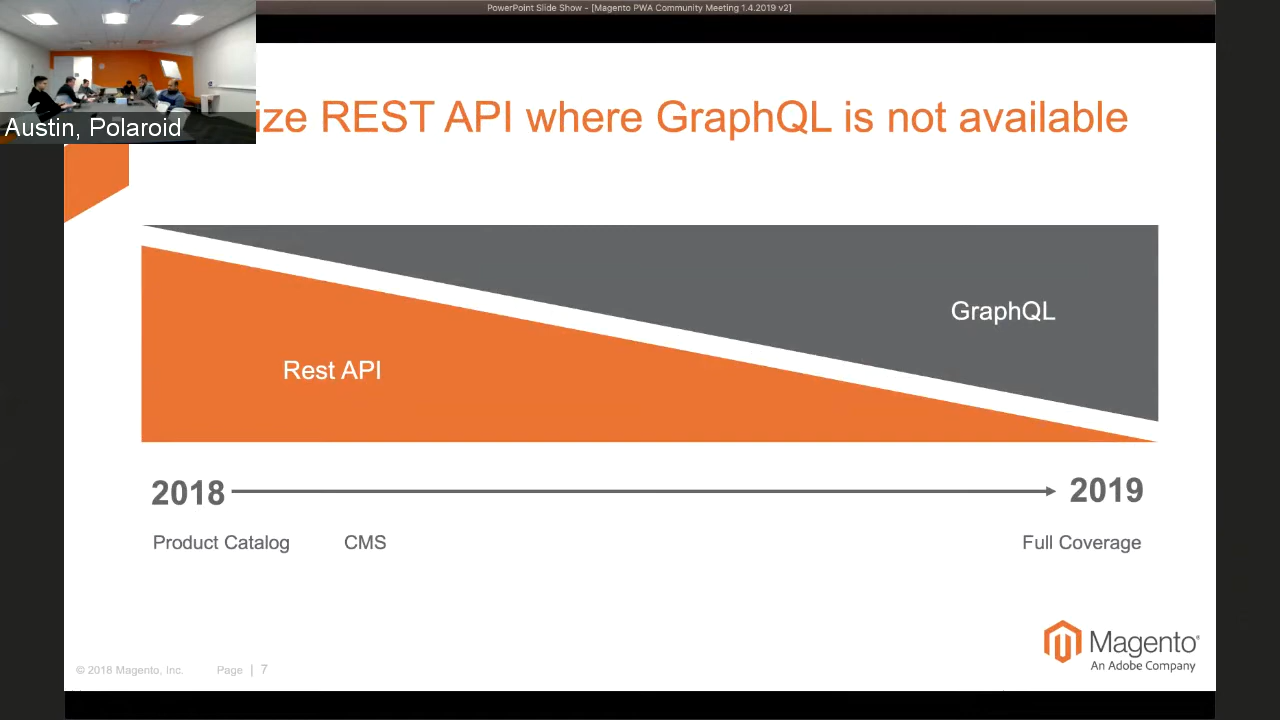 PowerPoint Slide Show - [Magento PWA Community Meeting 1.4.2019 v2]
Austin, Polaroid
ize REST API where GraphQL is not available
GraphQL
Rest API
2018
2019
Product Catalog
CMS
Full Coverage
Magento®
An Adobe Company
© 2018 Magento, Inc.
Page | 7